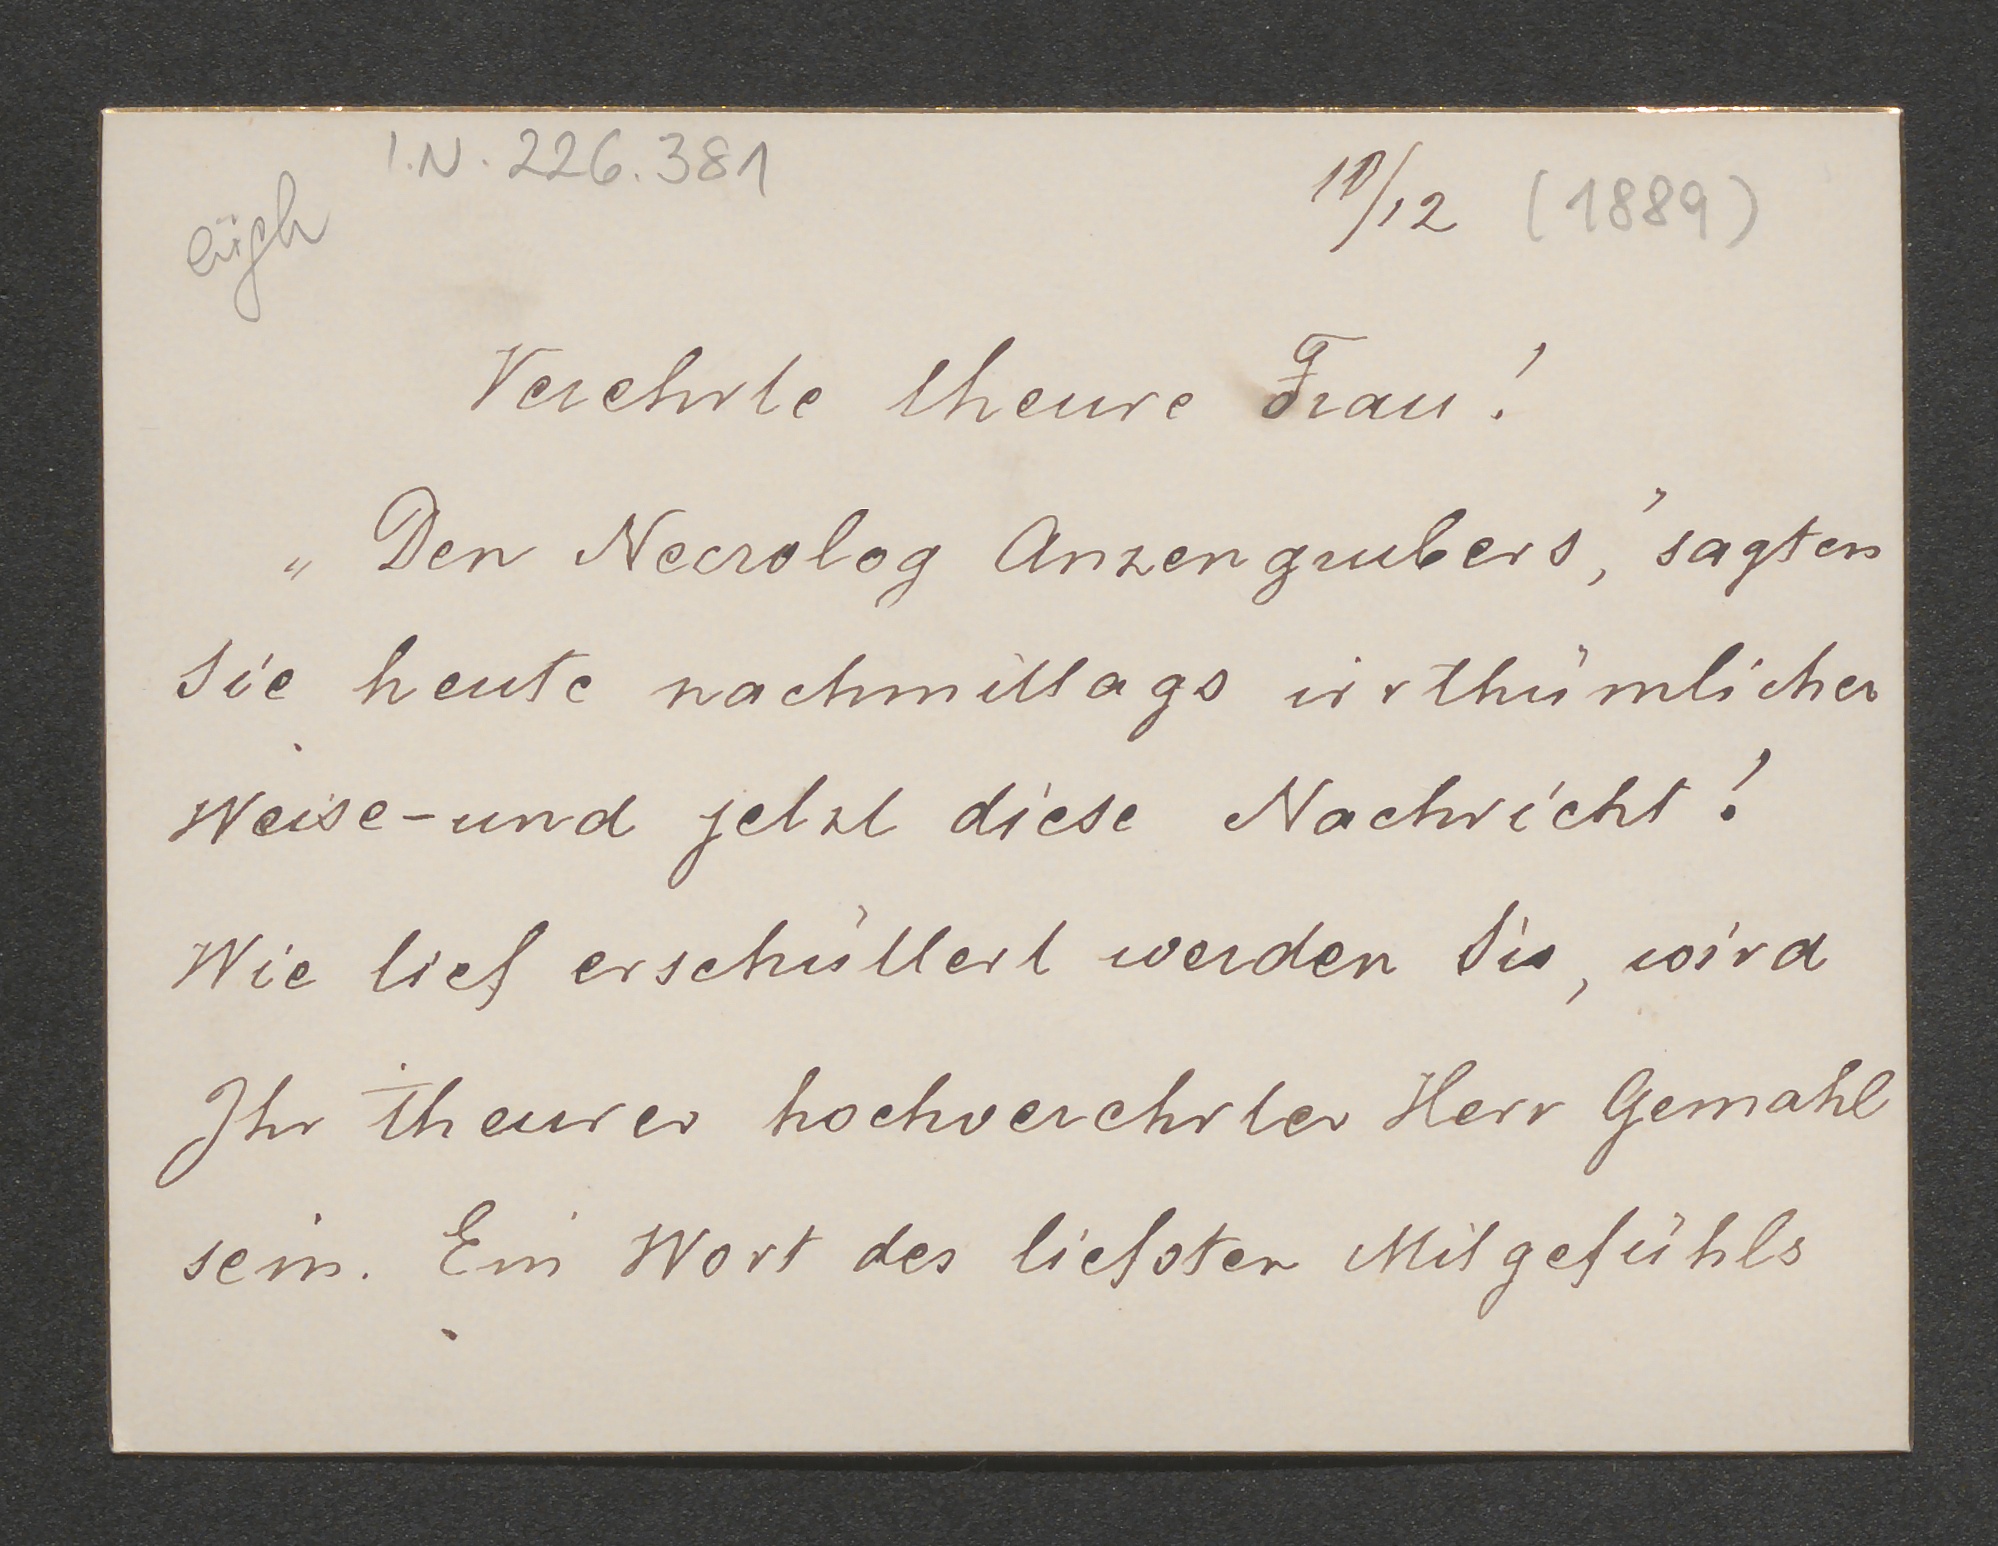 I.N. 226.381
10/12 (1889)
Verehrte theure Frau!
„Den Necrolog Anzengrubers," sagten
Sie heute nachmittags irrthümlicher
Weise - und jetzt diese Nachricht!
Wie tief erschüttert werden Sie, wird
Ihr theurer hochverehrter Herr Gemahl
sein. Ein Wort des tiefsten Mitgefühls